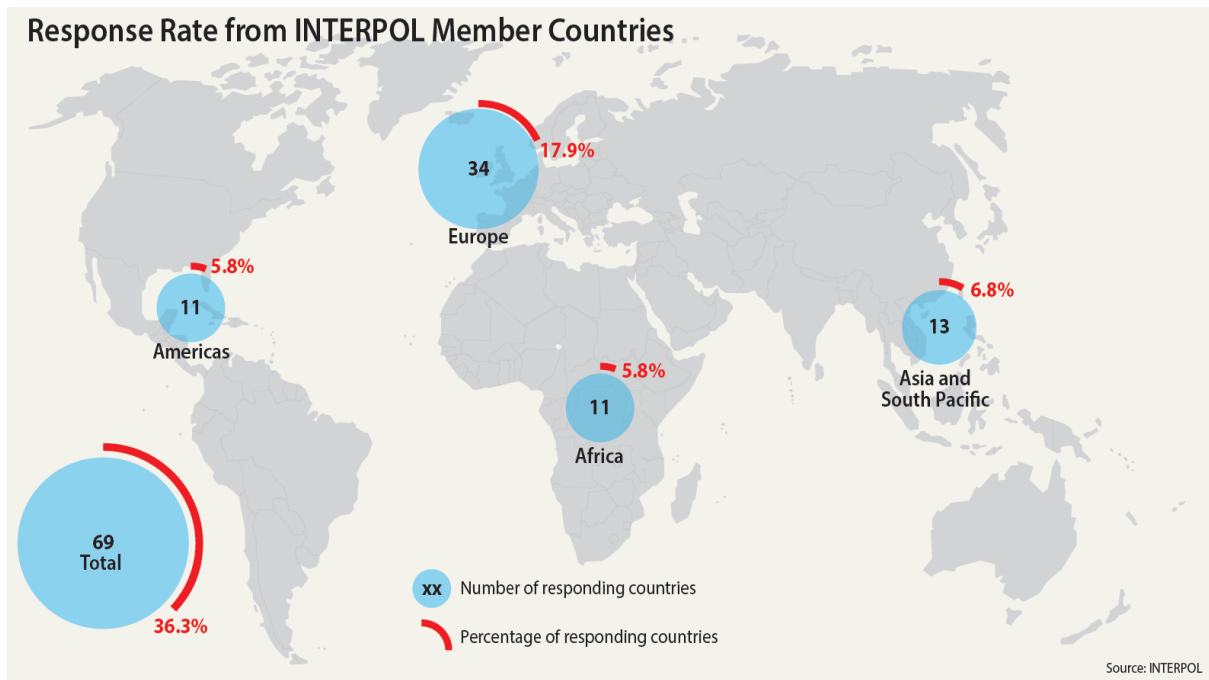 Response Rate from INTERPOL Member Countries
34
17.9%
Europe
5.8%
11
Americas
6.8%
13
Asia and
South Pacific
5.8%
11
Africa
69
Total
36.3%
xx Number of responding countries
Percentage of responding countries
Source: INTERPOL